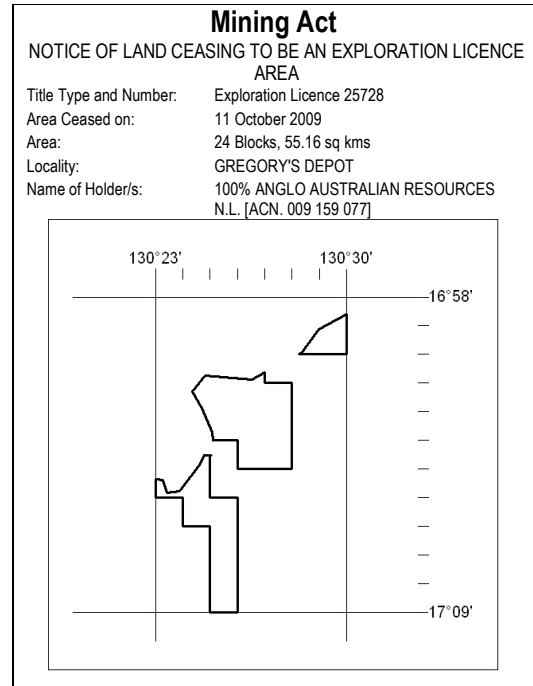 Mining Act
NOTICE OF LAND CEASING TO BE AN EXPLORATION LICENCE
AREA
Title Type and Number: Exploration Licence 25728
Area Ceased on: 11 October 2009
Area: 24 Blocks, 55.16 sq kms
Locality: GREGORY'S DEPOT
Name of Holder/s: 100% ANGLO AUSTRALIAN RESOURCES
N.L. [ACN. 009 159 077]
130°23' 130°30'
16°58'
17°09'